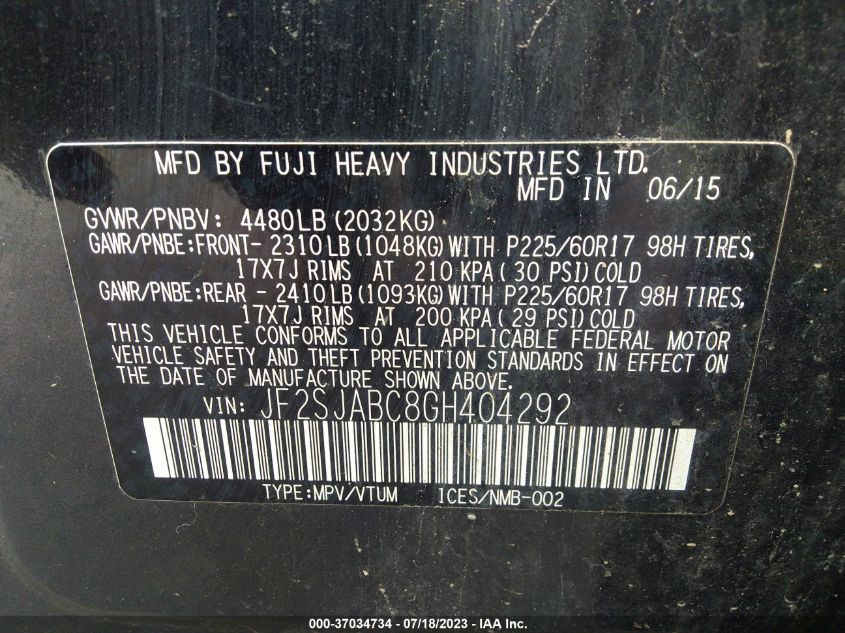 MFD BY FUJI HEAVY INDUSTRIES LTD.
MFD IN 06/15
GVWR/PNBV: 4480LB (2032KG)
GAWR/PNBE:FRONT- 2310LB (1048KG) WITH P225/60R17 98H TIRES,
17X7J RIMS AT 210 KPA ( 30 PSI) COLD
GAWR/PNBE:REAR - 2410LB (1093KG) WITH P225/60R17 98H TIRES,
17X7J RIMS AT 200 KPA ( 29 PSI) COLD
THIS VEHICLE CONFORMS TO ALL APPLICABLE FEDERAL MOTOR
VEHICLE SAFETY AND THEFT PREVENTION STANDARDS IN EFFECT ON
THE DATE OF MANUFACTURE SHOWN ABOVE.
VIN: JF2SJABC8GH404292
TYPE:MPV/VTUM ICES/NMB-002
000-37034734 - 07/18/2023 - IAA Inc.